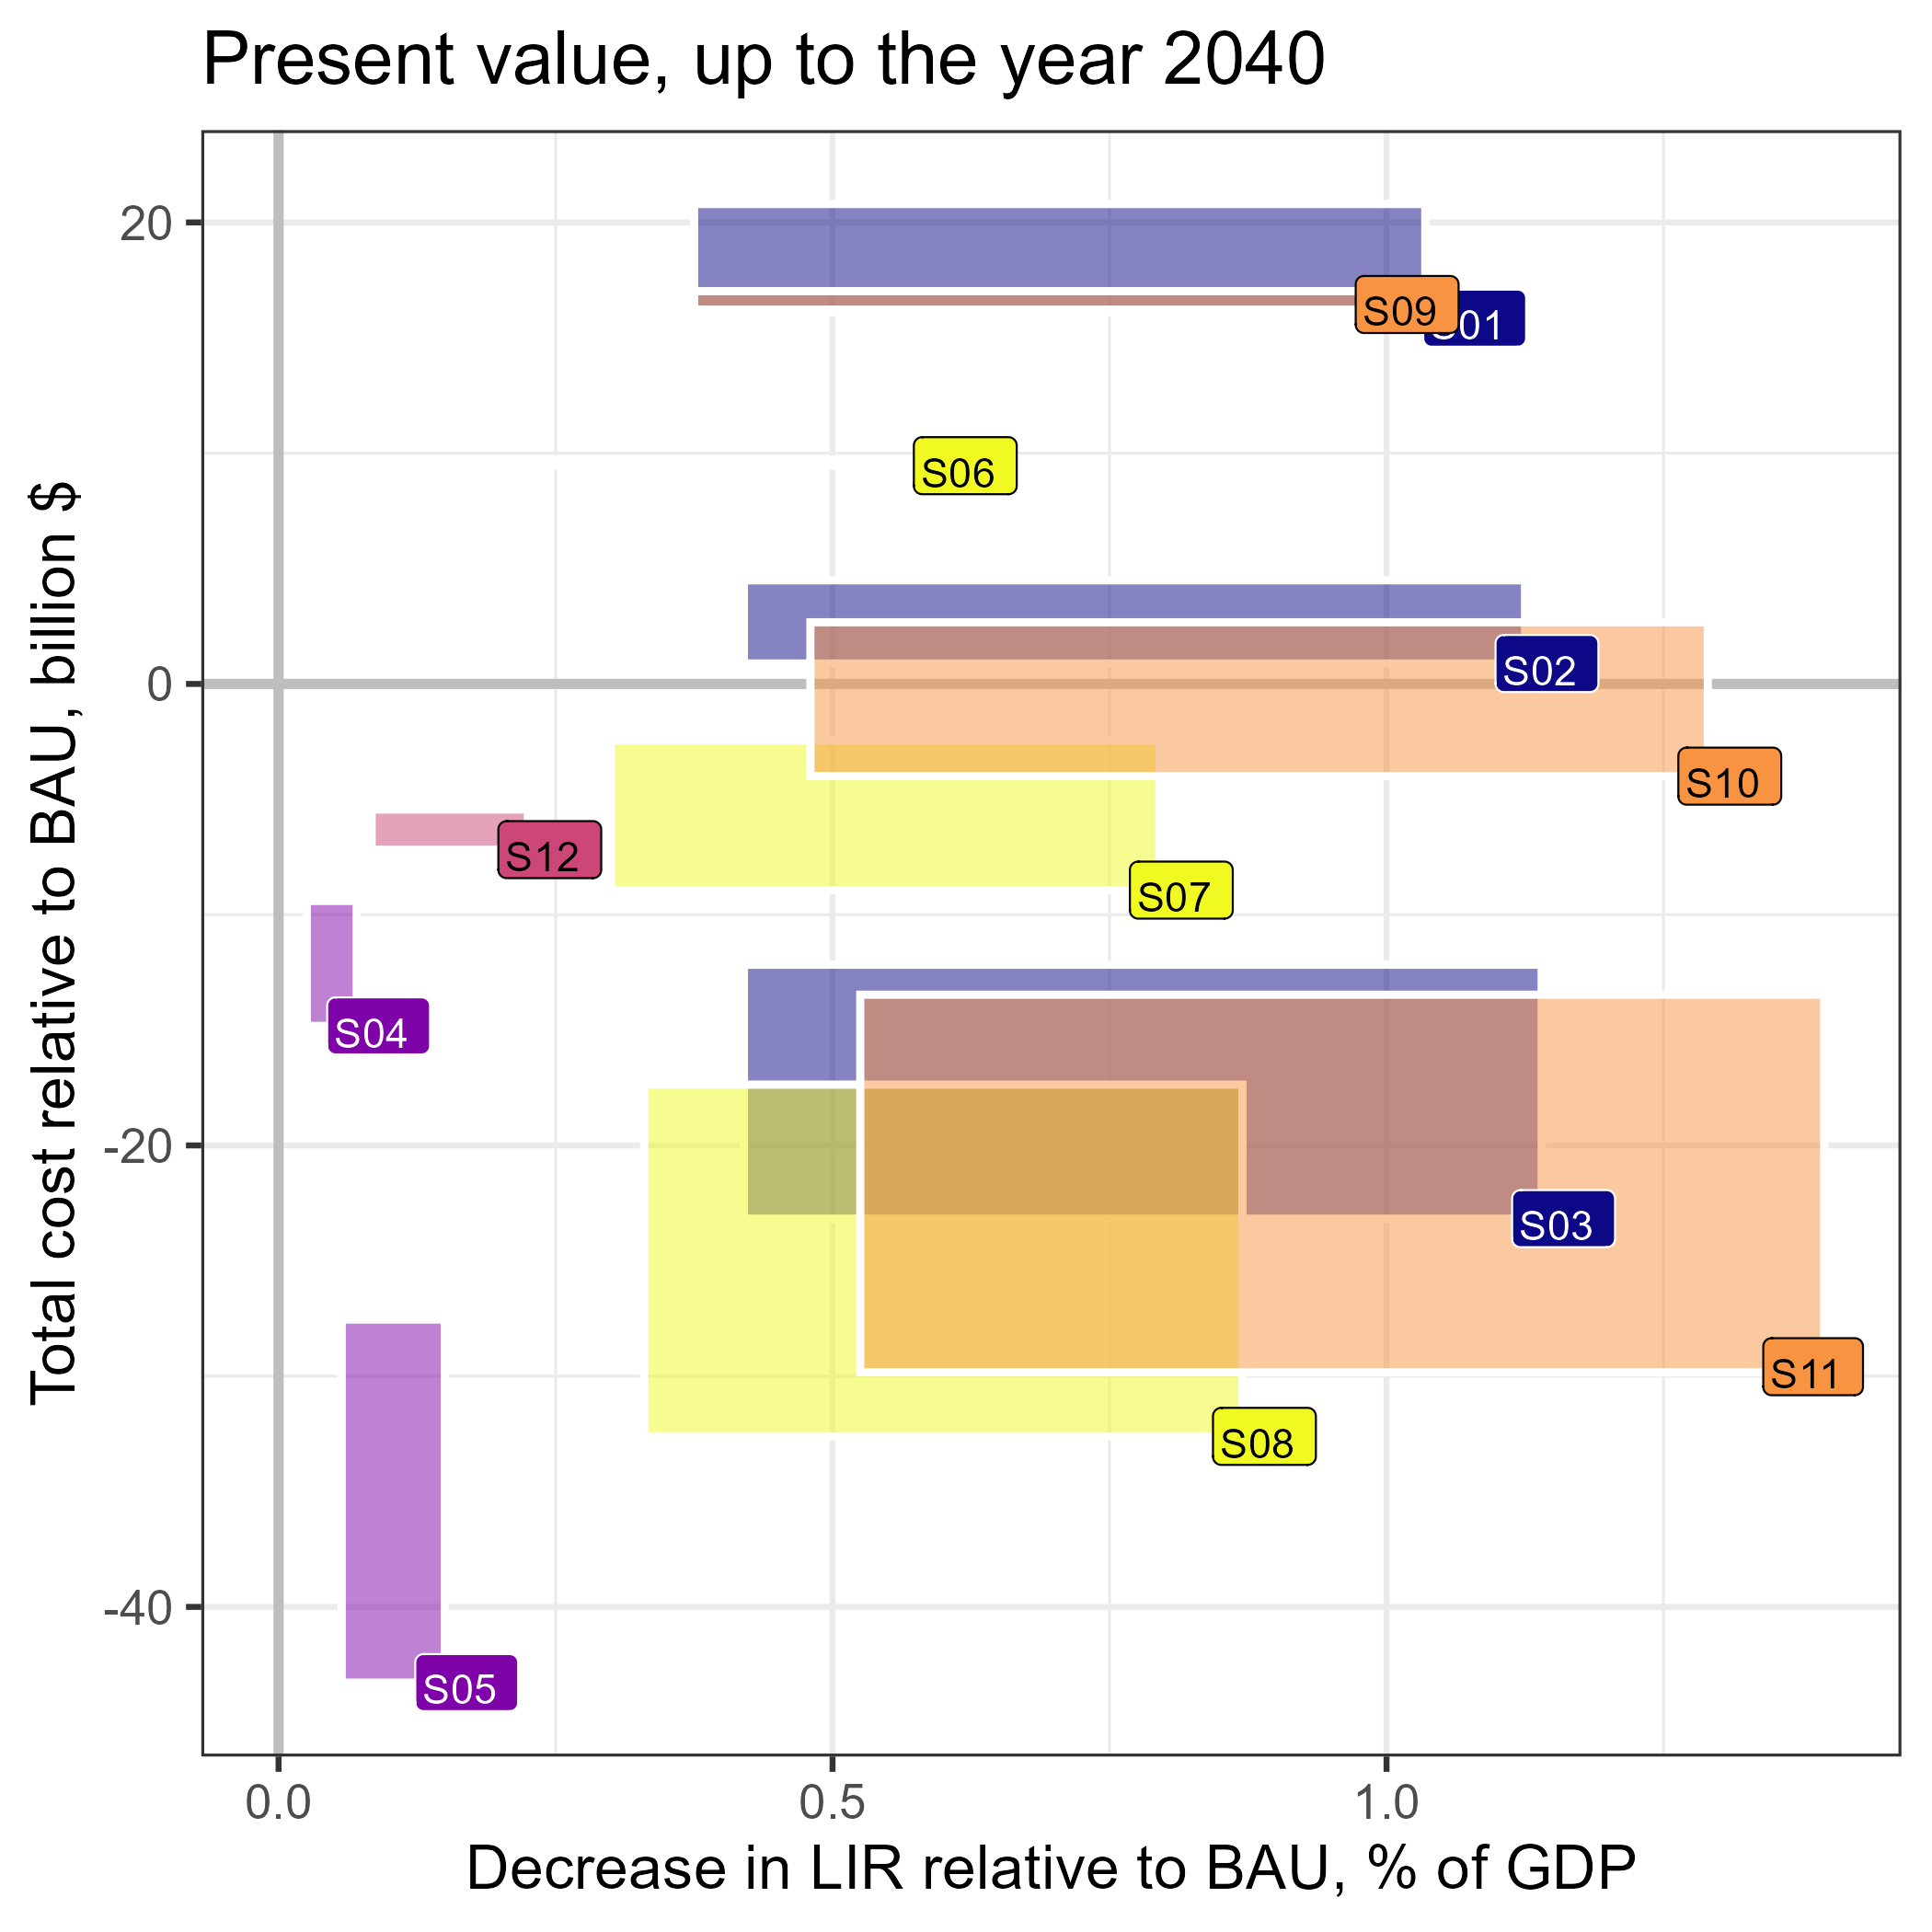 Present value, up to the year 2040
Total cost relative to BAU, billion $
20
0
-20
-40
S09
S01
S06
S02
S10
S12
S07
S04
S03
S11
S08
S05
0.0
0.5
1.0
Decrease in LIR relative to BAU, % of GDP